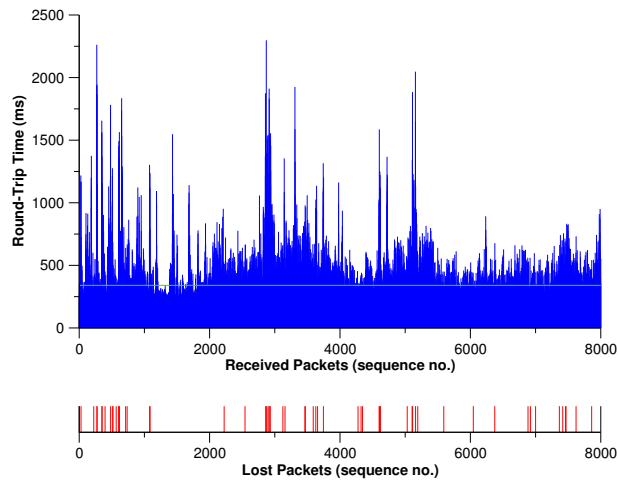 2500
2000
1500
1000
500
0
Round-Trip Time (ms)
0 2000 4000 6000 8000
Received Packets (sequence no.)
0 2000 4000 6000 8000
Lost Packets (sequence no.)